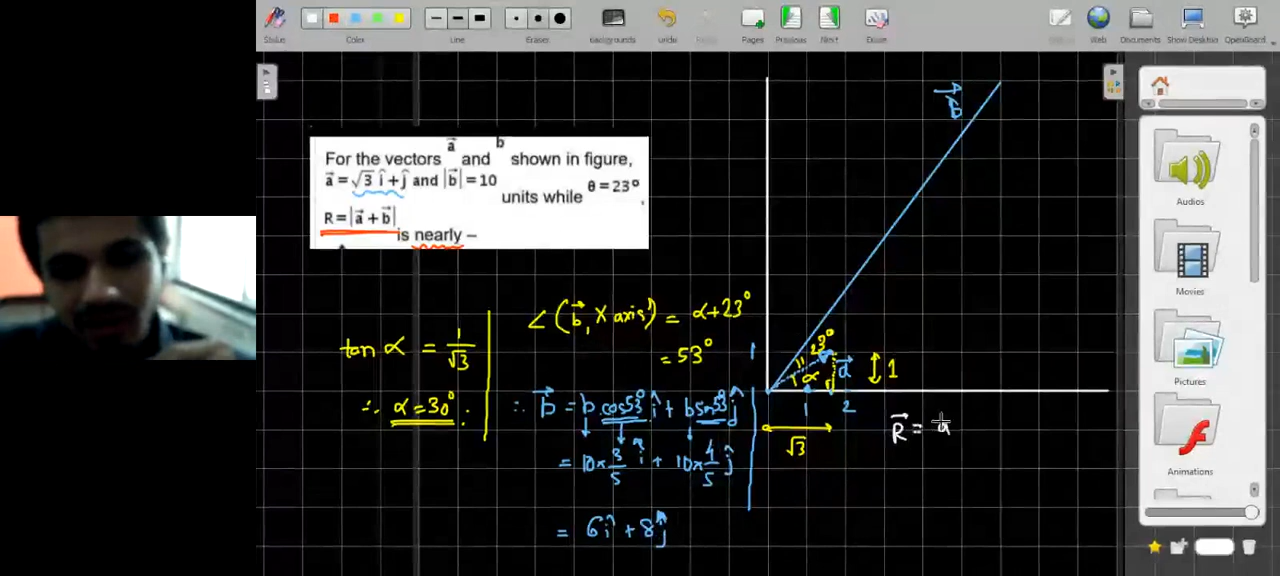 Stylus
Color
Line
Eraser
Backgrounds
Undo
Pages
Previous
Next
Erase
Web
Documents
Show Desktop
OpenBoard
For the vectors a⃗ and b⃗ shown in figure,
a⃗ = √3 î + ĵ and |b⃗| = 10 units while θ = 23°.
R = |a⃗ + b⃗|
is nearly –
tan α = 1/√3
∴ α = 30°.
∠(b⃗, X axis) = α + 23°
= 53°
∴ b⃗ = b cos53° î + b sin53° ĵ
= 10 × 3/5 î + 10 × 4/5 ĵ
= 6î + 8ĵ
b⃗
23°
α
a⃗
1
1
1
2
√3
R⃗ = a
Audios
Movies
Pictures
Animations